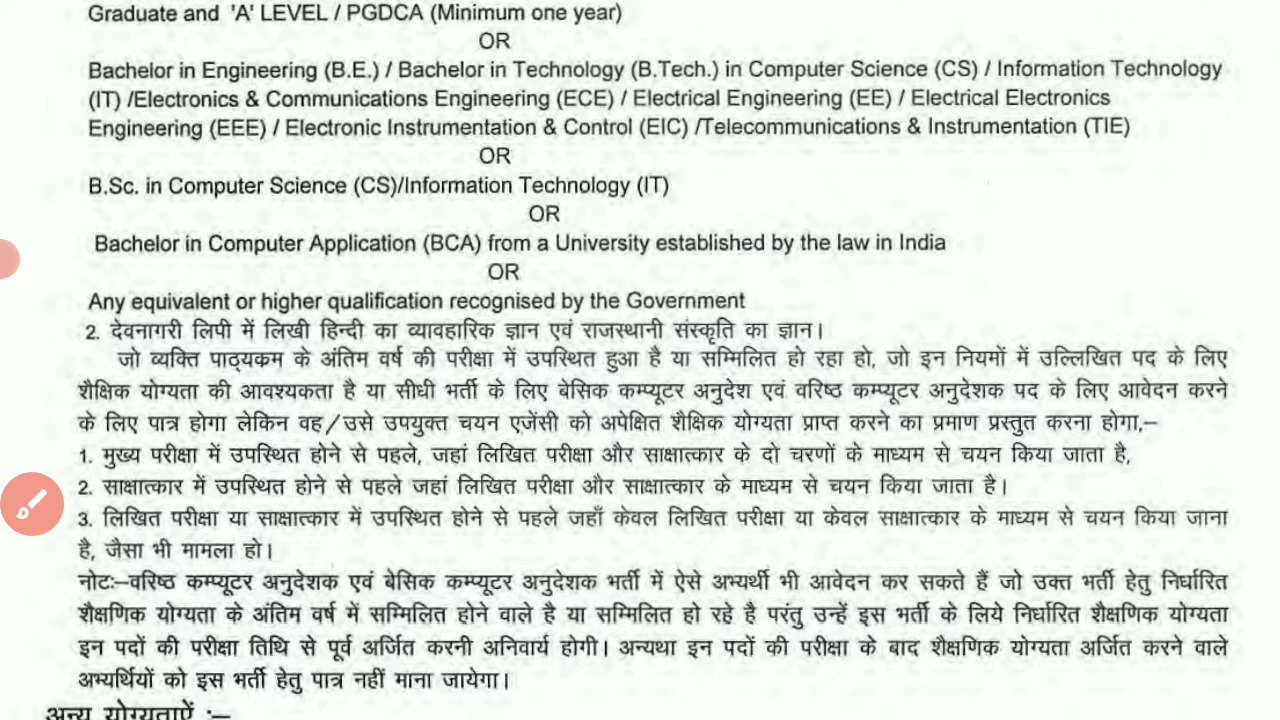 Graduate and 'A' LEVEL / PGDCA (Minimum one year)
OR
Bachelor in Engineering (B.E.) / Bachelor in Technology (B.Tech.) in Computer Science (CS) / Information Technology
(IT) /Electronics & Communications Engineering (ECE) / Electrical Engineering (EE) / Electrical Electronics
Engineering (EEE) / Electronic Instrumentation & Control (EIC) /Telecommunications & Instrumentation (TIE)
OR
B.Sc. in Computer Science (CS)/Information Technology (IT)
OR
Bachelor in Computer Application (BCA) from a University established by the law in India
OR
Any equivalent or higher qualification recognised by the Government
2. देवनागरी लिपी में लिखी हिन्दी का व्यावहारिक ज्ञान एवं राजस्थानी संस्कृति का ज्ञान।
जो व्यक्ति पाठ्यकम के अंतिम वर्ष की परीक्षा में उपस्थित हुआ है या सम्मिलित हो रहा हो, जो इन नियमों में उल्लिखित पद के लिए
शैक्षिक योग्यता की आवश्यकता है या सीधी भर्ती के लिए बेसिक कम्प्यूटर अनुदेश एवं वरिष्ठ कम्प्यूटर अनुदेशक पद के लिए आवेदन करने
के लिए पात्र होगा लेकिन वह/उसे उपयुक्त चयन एजेंसी को अपेक्षित शैक्षिक योग्यता प्राप्त करने का प्रमाण प्रस्तुत करना होगा,–
1. मुख्य परीक्षा में उपस्थित होने से पहले, जहां लिखित परीक्षा और साक्षात्कार के दो चरणों के माध्यम से चयन किया जाता है,
2. साक्षात्कार में उपस्थित होने से पहले जहां लिखित परीक्षा और साक्षात्कार के माध्यम से चयन किया जाता है।
3. लिखित परीक्षा या साक्षात्कार में उपस्थित होने से पहले जहाँ केवल लिखित परीक्षा या केवल साक्षात्कार के माध्यम से चयन किया जाना
है, जैसा भी मामला हो।
नोटः–वरिष्ठ कम्प्यूटर अनुदेशक एवं बेसिक कम्प्यूटर अनुदेशक भर्ती में ऐसे अभ्यर्थी भी आवेदन कर सकते हैं जो उक्त भर्ती हेतु निर्धारित
शैक्षणिक योग्यता के अंतिम वर्ष में सम्मिलित होने वाले है या सम्मिलित हो रहे है परंतु उन्हें इस भर्ती के लिये निर्धारित शैक्षणिक योग्यता
इन पदों की परीक्षा तिथि से पूर्व अर्जित करनी अनिवार्य होगी। अन्यथा इन पदों की परीक्षा के बाद शैक्षणिक योग्यता अर्जित करने वाले
अभ्यर्थियों को इस भर्ती हेतु पात्र नहीं माना जायेगा।
अन्य योग्यताऐं :–